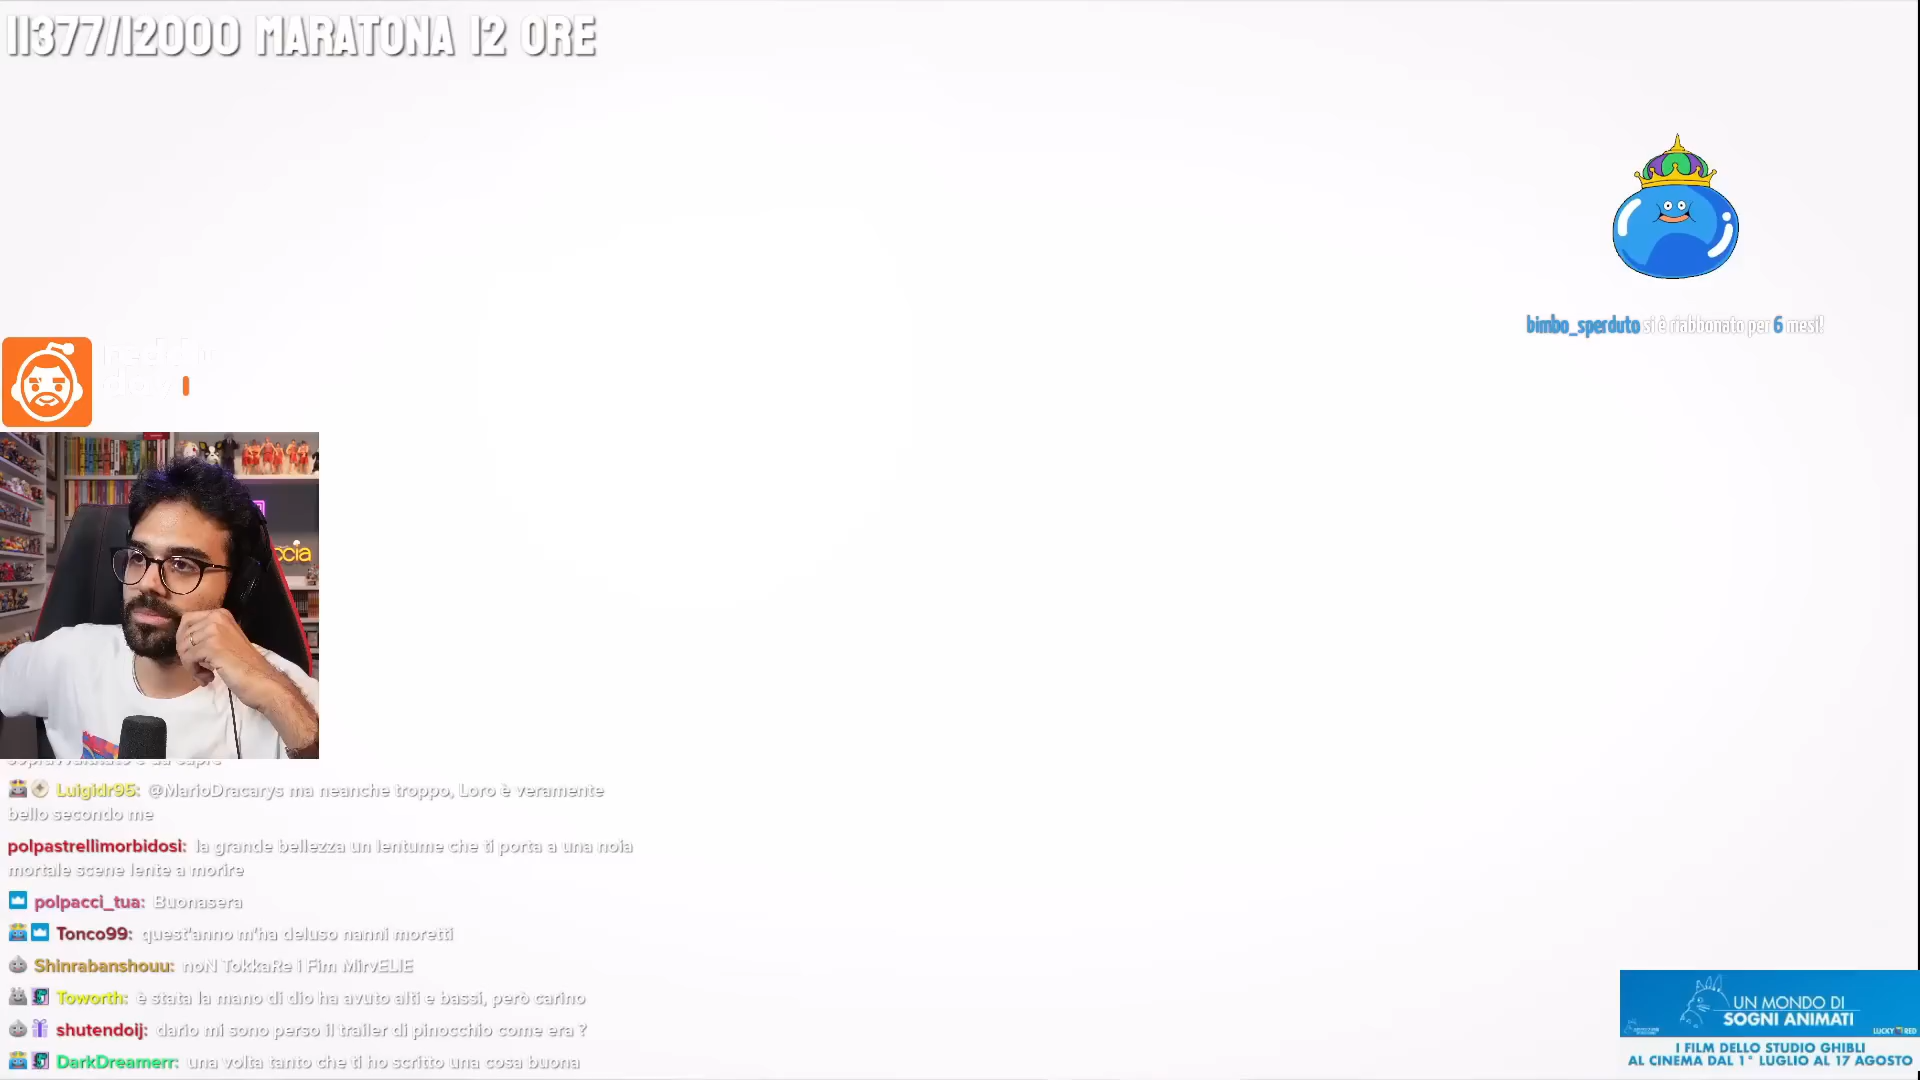 11377/12000 MARATONA 12 ORE
bimbo_sperduto si è riabbonato per 6 mesi!
ccia
Luigidr95: @MarioDracarys ma neanche troppo, Loro è veramente
bello secondo me
polpastrellimorbidosi: la grande bellezza un lentume che ti porta a una noia
mortale scene lente a morire
polpacci_tua: Buonasera
Tonco99: quest'anno m'ha deluso nanni moretti
Shinrabanshouu: noN TokkaRe i Fim MirvELIE
Toworth: è stata la mano di dio ha avuto alti e bassi, però carino
shutendoij: dario mi sono perso il trailer di pinocchio come era ?
DarkDreamerr: una volta tanto che ti ho scritto una cosa buona
UN MONDO DI
SOGNI ANIMATI
LUCKY RED
I FILM DELLO STUDIO GHIBLI
AL CINEMA DAL 1° LUGLIO AL 17 AGOSTO